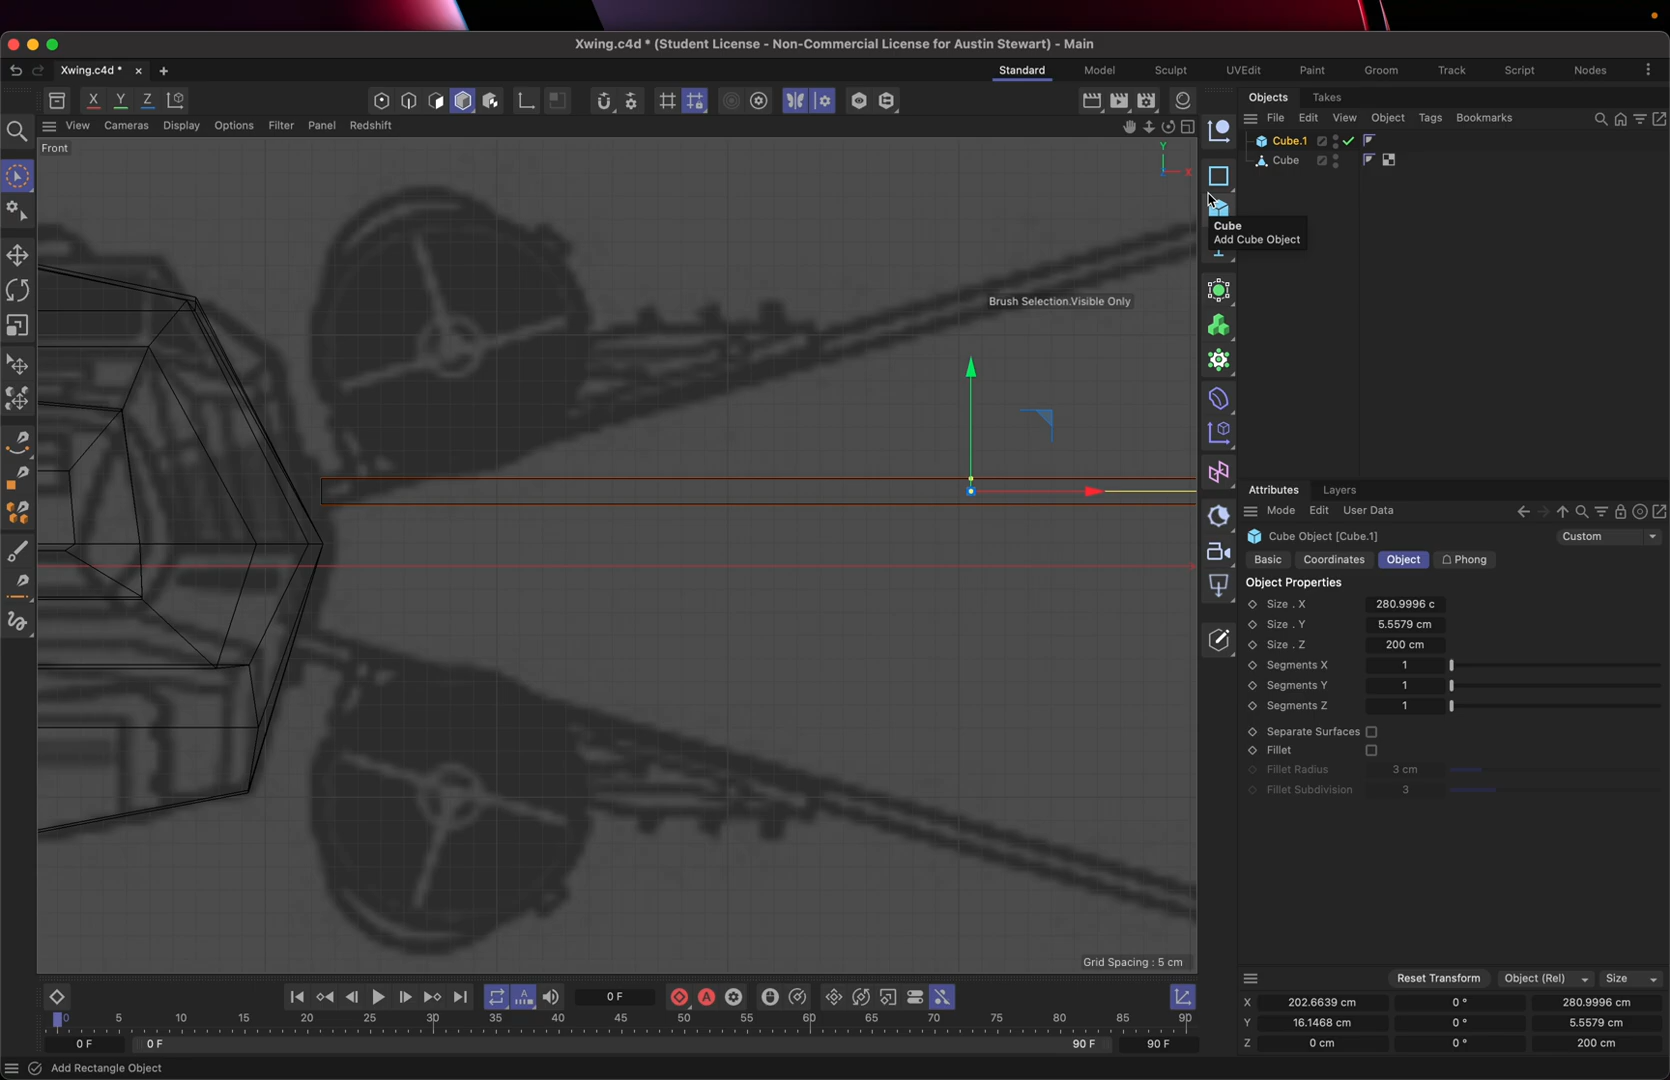 Xwing.c4d * (Student License - Non-Commercial License for Austin Stewart) - Main
Xwing.c4d * × + Standard Model Sculpt UVEdit Paint Groom Track Script Nodes
X Y Z
View Cameras Display Options Filter Panel Redshift
Front
Y
X
Objects Takes
File Edit View Object Tags Bookmarks
Cube.1
Cube
Cube
Add Cube Object
Brush Selection.Visible Only
Grid Spacing : 5 cm
Attributes Layers
Mode Edit User Data
Cube Object [Cube.1] Custom
Basic Coordinates Object Phong
Object Properties
Size . X 280.9996 c
Size . Y 5.5579 cm
Size . Z 200 cm
Segments X 1
Segments Y 1
Segments Z 1
Separate Surfaces
Fillet
Fillet Radius 3 cm
Fillet Subdivision 3
Reset Transform Object (Rel) Size
X 202.6639 cm 0 ° 280.9996 cm
Y 16.1468 cm 0 ° 5.5579 cm
Z 0 cm 0 ° 200 cm
0 F
0 5 10 15 20 25 30 35 40 45 50 55 60 65 70 75 80 85 90
0 F 0 F 90 F 90 F
Add Rectangle Object